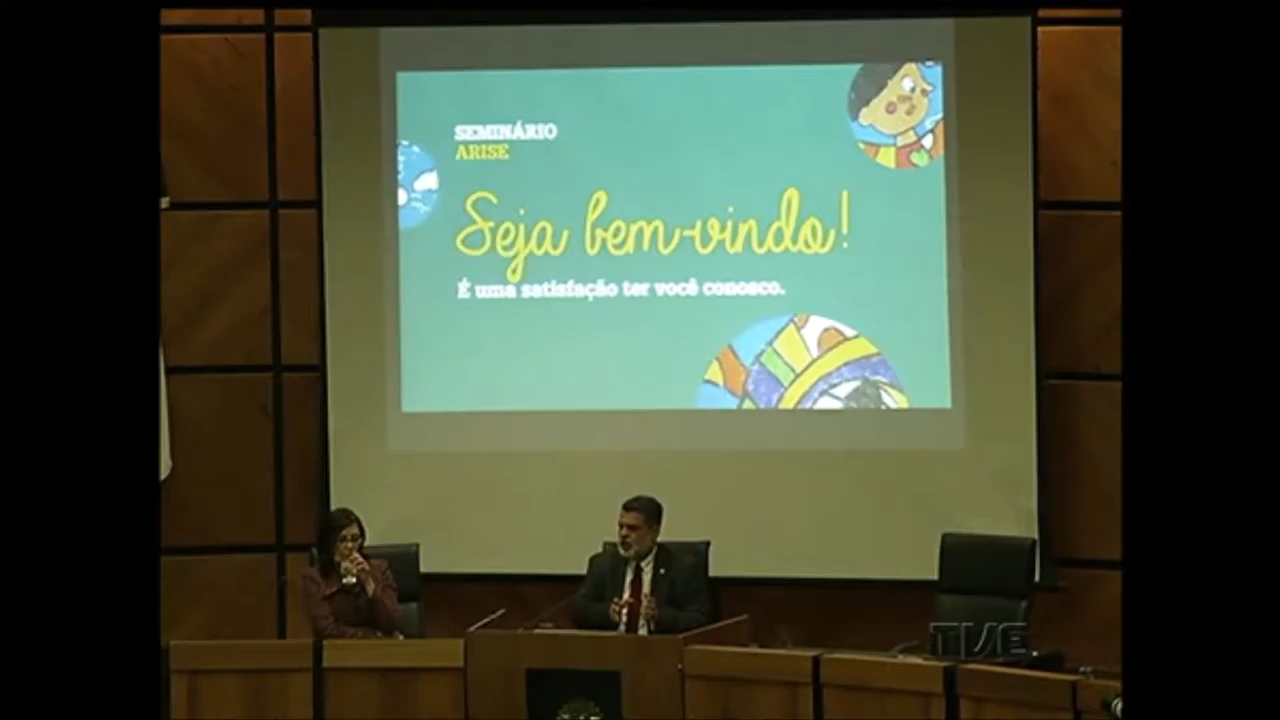 SEMINÁRIO
ARISE
Seja bem-vindo!
É uma satisfação ter você conosco.
TVE